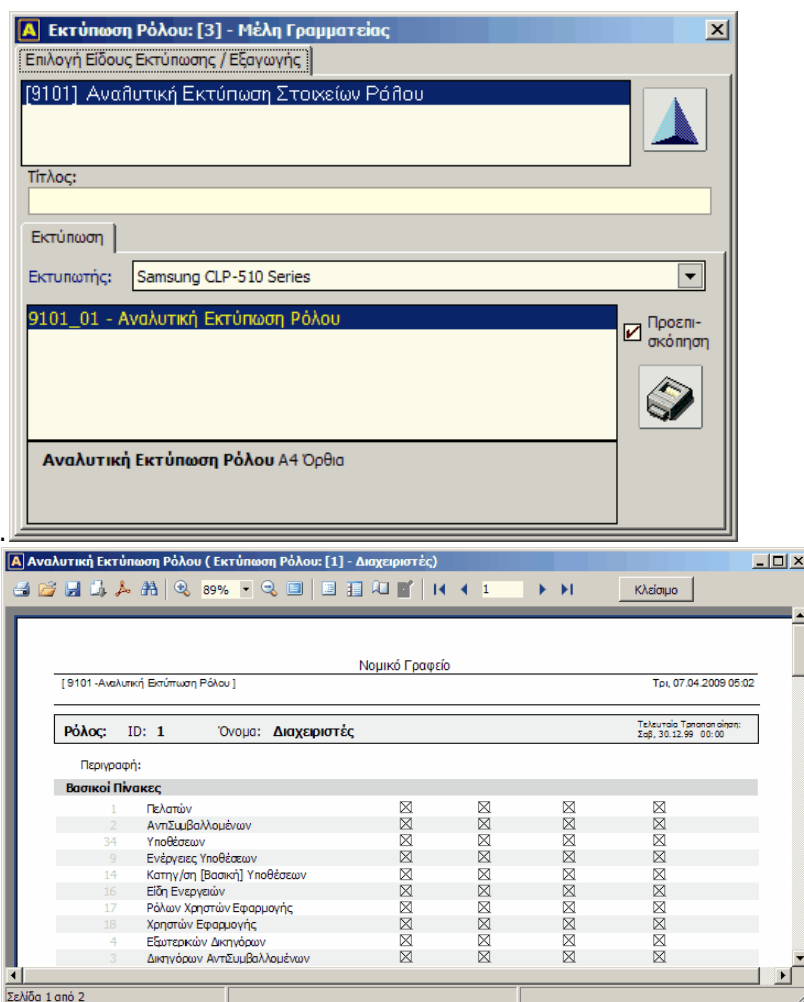 Εκτύπωση Ρόλου: [3] - Μέλη Γραμματείας
Επιλογή Είδους Εκτύπωσης / Εξαγωγής
[9101] Αναλυτική Εκτύπωση Στοιχείων Ρόλου
Τίτλος:
Εκτύπωση
Εκτυπωτής: Samsung CLP-510 Series
9101_01 - Αναλυτική Εκτύπωση Ρόλου
Προεπι-
σκόπηση
Αναλυτική Εκτύπωση Ρόλου Α4 Όρθια
.
Αναλυτική Εκτύπωση Ρόλου ( Εκτύπωση Ρόλου: [1] - Διαχειριστές)
89% 1 Κλείσιμο
Νομικό Γραφείο
[ 9101 -Αναλυτική Εκτύπωση Ρόλου ] Τρι, 07.04.2009 05:02
Ρόλος: ID: 1 Όνομα: Διαχειριστές
Τελευταία Τροποποίηση:
Σαβ, 30.12.99 00:00
Περιγραφή:
Βασικοί Πίνακες
1 Πελατών
2 ΑντιΣυμβαλλομένων
34 Υποθέσεων
9 Ενέργειες Υποθέσεων
14 Κατηγ/ση [Βασική] Υποθέσεων
16 Είδη Ενεργειών
17 Ρόλων Χρηστών Εφαρμογής
18 Χρηστών Εφαρμογής
4 Εξωτερικών Δικηγόρων
3 Δικηγόρων ΑντιΣυμβαλλομένων
Σελίδα 1 από 2